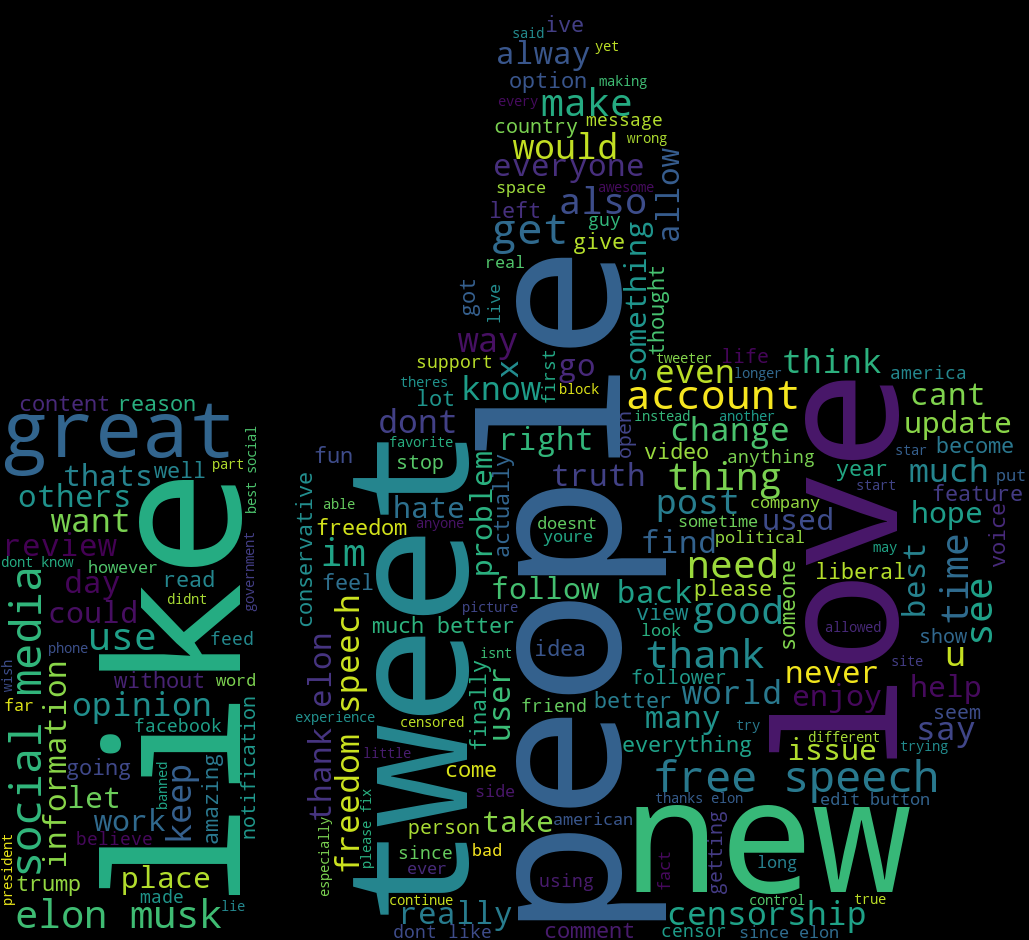 said
ive
yet
alway
option
making
every
make
message
country
would
wrong
everyone
space
awesome
allow
left
also
guy
get
give
real
something
thought
got
live
people
way
support
x
go
first
tweeter
life
think
america
theres
lot
know
block
even
longer
account
cant
content
reason
great
dont
open
instead
another
update
favorite
right
change
star
become
thats
well
part
best social
fun
stop
tweet
problem
actually
truth
video
anything
thing
love
year
start
much
put
others
like
able
hate
post
company
feature
want
conservative
freedom
anyone
doesnt
youre
sometime
used
hope
voice
review
im
find
political
may
time
dont know
however
day
read
feel
follow
back
need
please
liberal
best
see
didnt
government
picture
view
good
someone
could
use
feed
much better
look
allowed
show
social media
phone
isnt
idea
thank
never
site
u
wish
without
word
thank elon
freedom speech
finally
user
follower
world
enjoy
help
far
information
opinion
facebook
notification
experience
censored
friend
better
many
try
seem
say
different
going
keep
banned
amazing
little
everything
issue
trying
let
come
side
free speech
work
please fix
especially
american
thanks elon
edit button
believe
person
take
new
president
since
bad
getting
long
trump
place
ever
using
fact
made
lie
continue
control
true
elon musk
really
censorship
dont like
comment
censor
since elon